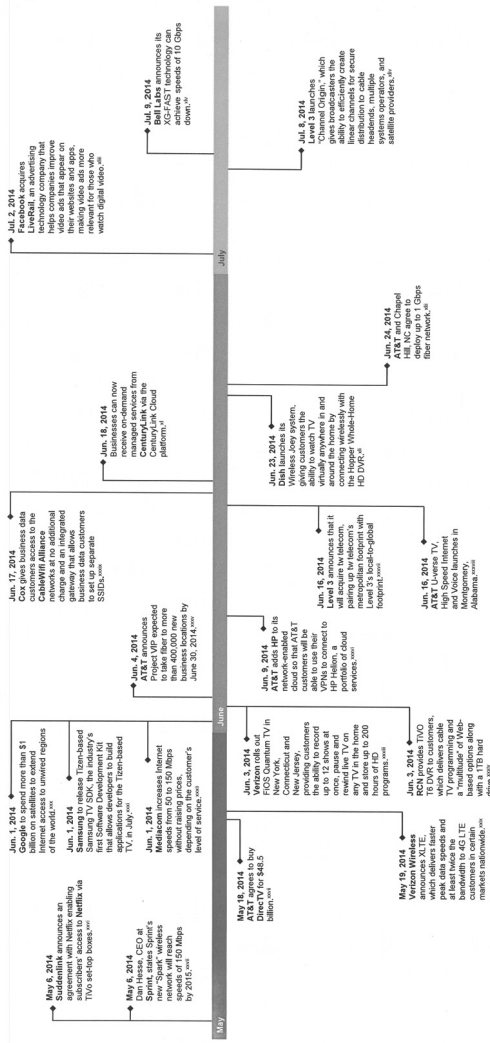 May 6, 2014
Suddenlink announces an
agreement with Netflix enabling
subscribers' access to Netflix via
TiVo set-top boxes.
May 6, 2014
Dan Hesse, CEO at
Sprint, states Sprint's
new "Spark" wireless
network will reach
speeds of 150 Mbps
by 2015.
Jun. 1, 2014
Google to spend more than $1
billion on satellites to extend
Internet access to unwired regions
of the world.
Jun. 1, 2014
Samsung to release Tizen-based
Samsung TV SDK, the industry's
first Software Development Kit
that allows developers to build
applications for the Tizen-based
TV, in July.
Jun. 1, 2014
Mediacom increases Internet
speeds from 50 to 150 Mbps
without raising prices,
depending on the customer's
level of service.
Jun. 4, 2014
AT&T announces
Project VIP expected
to take fiber to more
than 400,000 new
business locations by
June 30, 2014.
Jun. 17, 2014
Cox gives business data
customers access to the
CableWifi Alliance
networks at no additional
charge and an integrated
gateway that allows
business data customers
to set up separate
SSIDs.
Jun. 18, 2014
Businesses can now
receive on-demand
managed services from
CenturyLink via the
CenturyLink Cloud
platform.
Jul. 2, 2014
Facebook acquires
LiveRail, an advertising
technology company that
helps companies improve
video ads that appear on
their websites and apps,
making video ads more
relevant for those who
watch digital video.
Jul. 9, 2014
Bell Labs announces its
XG-FAST technology can
achieve speeds of 10 Gbps
down.
May
June
July
May 18, 2014
AT&T agrees to buy
DirecTV for $48.5
billion.
May 19, 2014
Verizon Wireless
announces XLTE,
which delivers faster
peak data speeds and
at least twice the
bandwidth to 4G LTE
customers in certain
markets nationwide.
Jun. 3, 2014
Verizon rolls out
FiOS Quantum TV in
New York,
Connecticut and
New Jersey,
providing customers
the ability to record
up to 12 shows at
once, pause and
rewind live TV on
any TV in the home
and store up to 200
hours of HD
programs.
Jun. 3, 2014
RCN provides TiVO
T6 DVR to customers,
which delivers cable
TV programming and
a "multitude" of Web-
based options along
with a 1TB hard
Jun. 9, 2014
AT&T adds HP to its
network-enabled
cloud so that AT&T
customers will be
able to use their
VPNs to connect to
HP Helion, a
portfolio of cloud
services.
Jun. 16, 2014
Level 3 announces that it
will acquire tw telecom,
pairing up tw telecom's
metropolitan footprint with
Level 3's local-to-global
footprint.
Jun. 16, 2014
AT&T U-verse TV,
High Speed Internet
and Voice launches in
Montgomery,
Alabama.
Jun. 23, 2014
Dish launches its
Wireless Joey system,
giving customers the
ability to watch TV
virtually anywhere in and
around the home by
connecting wirelessly with
the Hopper Whole-Home
HD DVR.
Jun. 24, 2014
AT&T and Chapel
Hill, NC agree to
deploy up to 1 Gbps
fiber network.
Jul. 8, 2014
Level 3 launches
"Channel Origin," which
gives broadcasters the
ability to efficiently create
linear channels for secure
distribution to cable
headends, multiple
systems operators, and
satellite providers.